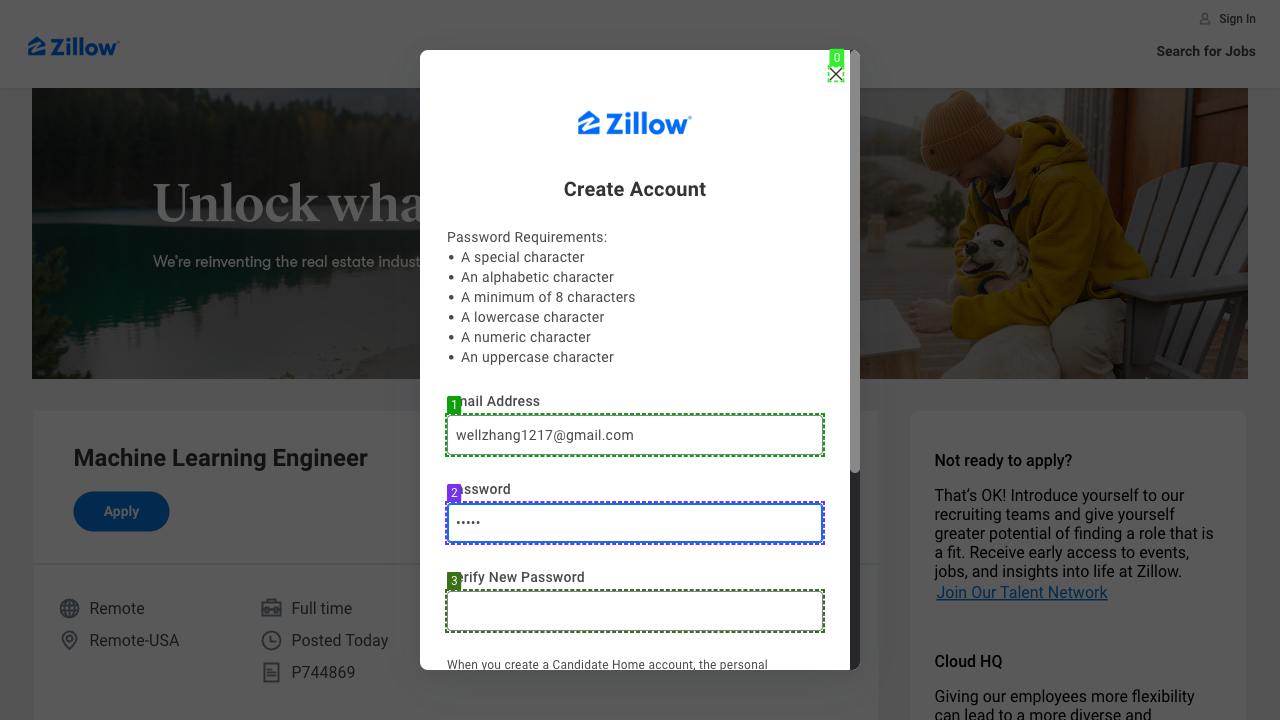 Sign In
Zillow
Search for Jobs
0
Zillow
Create Account
Unlock wha
We're reinventing the real estate indust
Password Requirements:
• A special character
• An alphabetic character
• A minimum of 8 characters
• A lowercase character
• A numeric character
• An uppercase character
1 mail Address
wellzhang1217@gmail.com
2 ssword
•••••
3 erify New Password
When you create a Candidate Home account, the personal
Machine Learning Engineer
Apply
Remote
Full time
Remote-USA
Posted Today
P744869
Not ready to apply?
That's OK! Introduce yourself to our
recruiting teams and give yourself
greater potential of finding a role that is
a fit. Receive early access to events,
jobs, and insights into life at Zillow.
Join Our Talent Network
Cloud HQ
Giving our employees more flexibility
can lead to a more diverse and